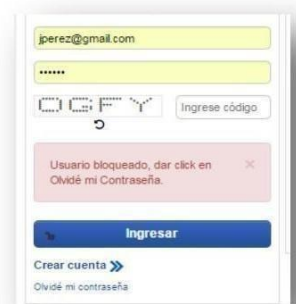 jperez@gmail.com
••••••
OGFY
Ingrese código
Usuario bloqueado, dar click en
Olvidé mi Contraseña.
×
Ingresar
Crear cuenta
Olvidé mi contraseña